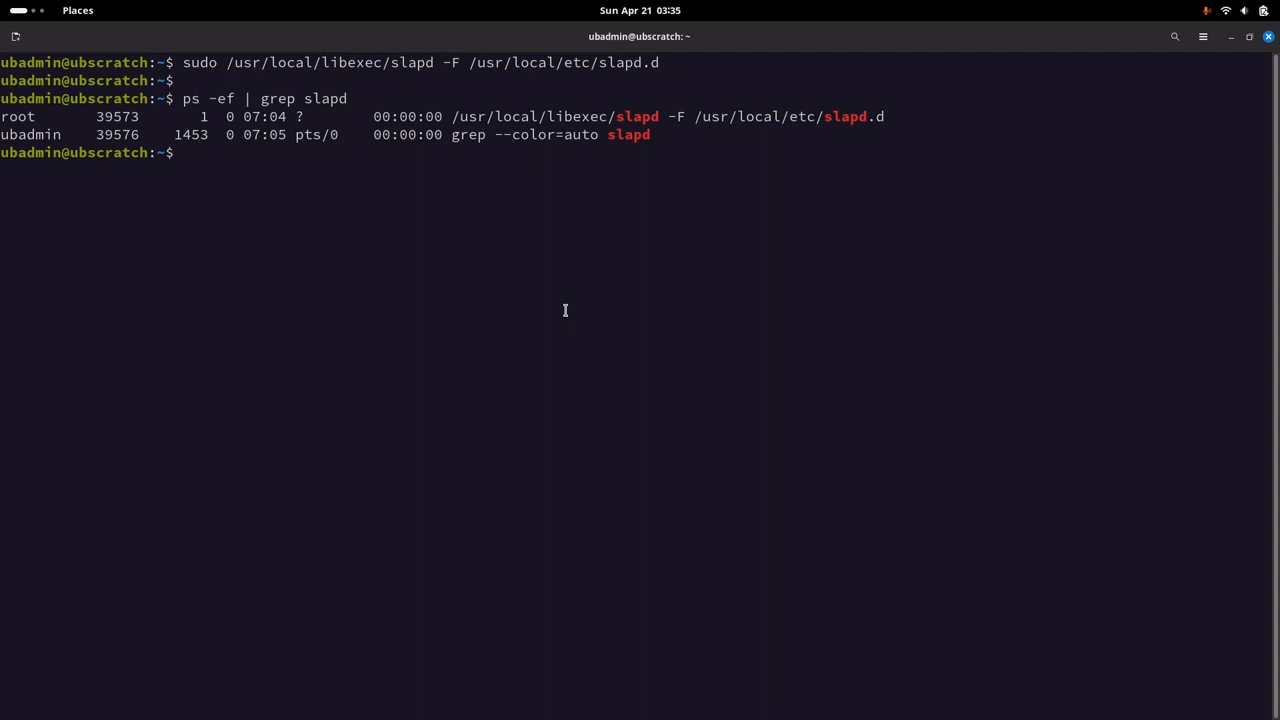 Places
Sun Apr 21 03:35
ubadmin@ubscratch: ~
ubadmin@ubscratch:~$ sudo /usr/local/libexec/slapd -F /usr/local/etc/slapd.d
ubadmin@ubscratch:~$
ubadmin@ubscratch:~$ ps -ef | grep slapd
root       39573       1  0 07:04 ?        00:00:00 /usr/local/libexec/slapd -F /usr/local/etc/slapd.d
ubadmin    39576    1453  0 07:05 pts/0    00:00:00 grep --color=auto slapd
ubadmin@ubscratch:~$